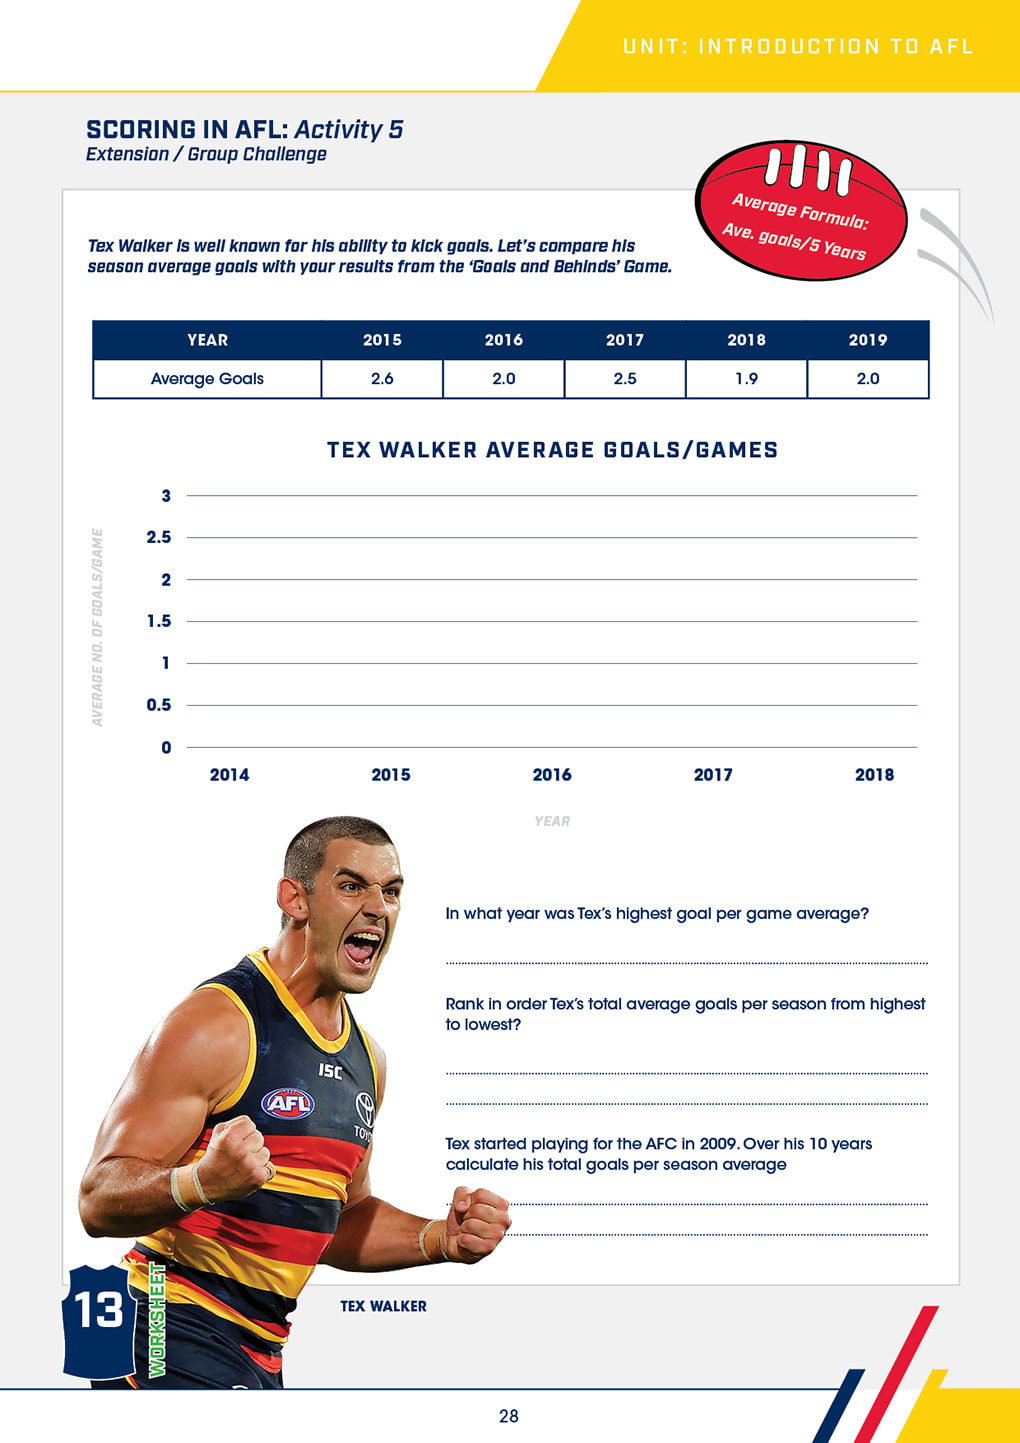 UNIT: INTRODUCTION TO AFL
SCORING IN AFL: Activity 5
Extension / Group Challenge
Average Formula:
Ave. goals/5 Years
Tex Walker is well known for his ability to kick goals. Let's compare his
season average goals with your results from the 'Goals and Behinds' Game.
YEAR 2015 2016 2017 2018 2019
Average Goals 2.6 2.0 2.5 1.9 2.0
TEX WALKER AVERAGE GOALS/GAMES
AVERAGE NO. OF GOALS/GAME
3
2.5
2
1.5
1
0.5
0
2014 2015 2016 2017 2018
YEAR
In what year was Tex's highest goal per game average?
Rank in order Tex's total average goals per season from highest
to lowest?
Tex started playing for the AFC in 2009. Over his 10 years
calculate his total goals per season average
ISC
AFL
TOYO
13
WORKSHEET
TEX WALKER
28